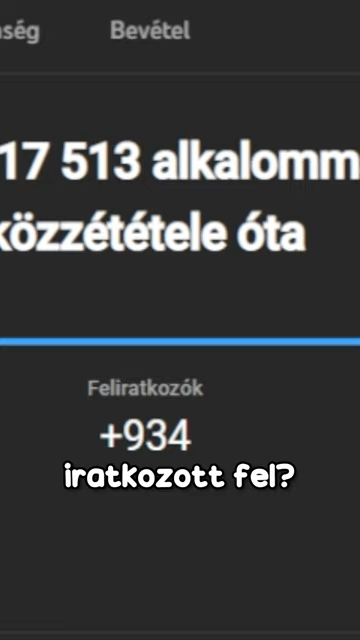 nség Bevétel
17 513 alkalomm
közzététele óta
Feliratkozók
+934
iratkozott fel?